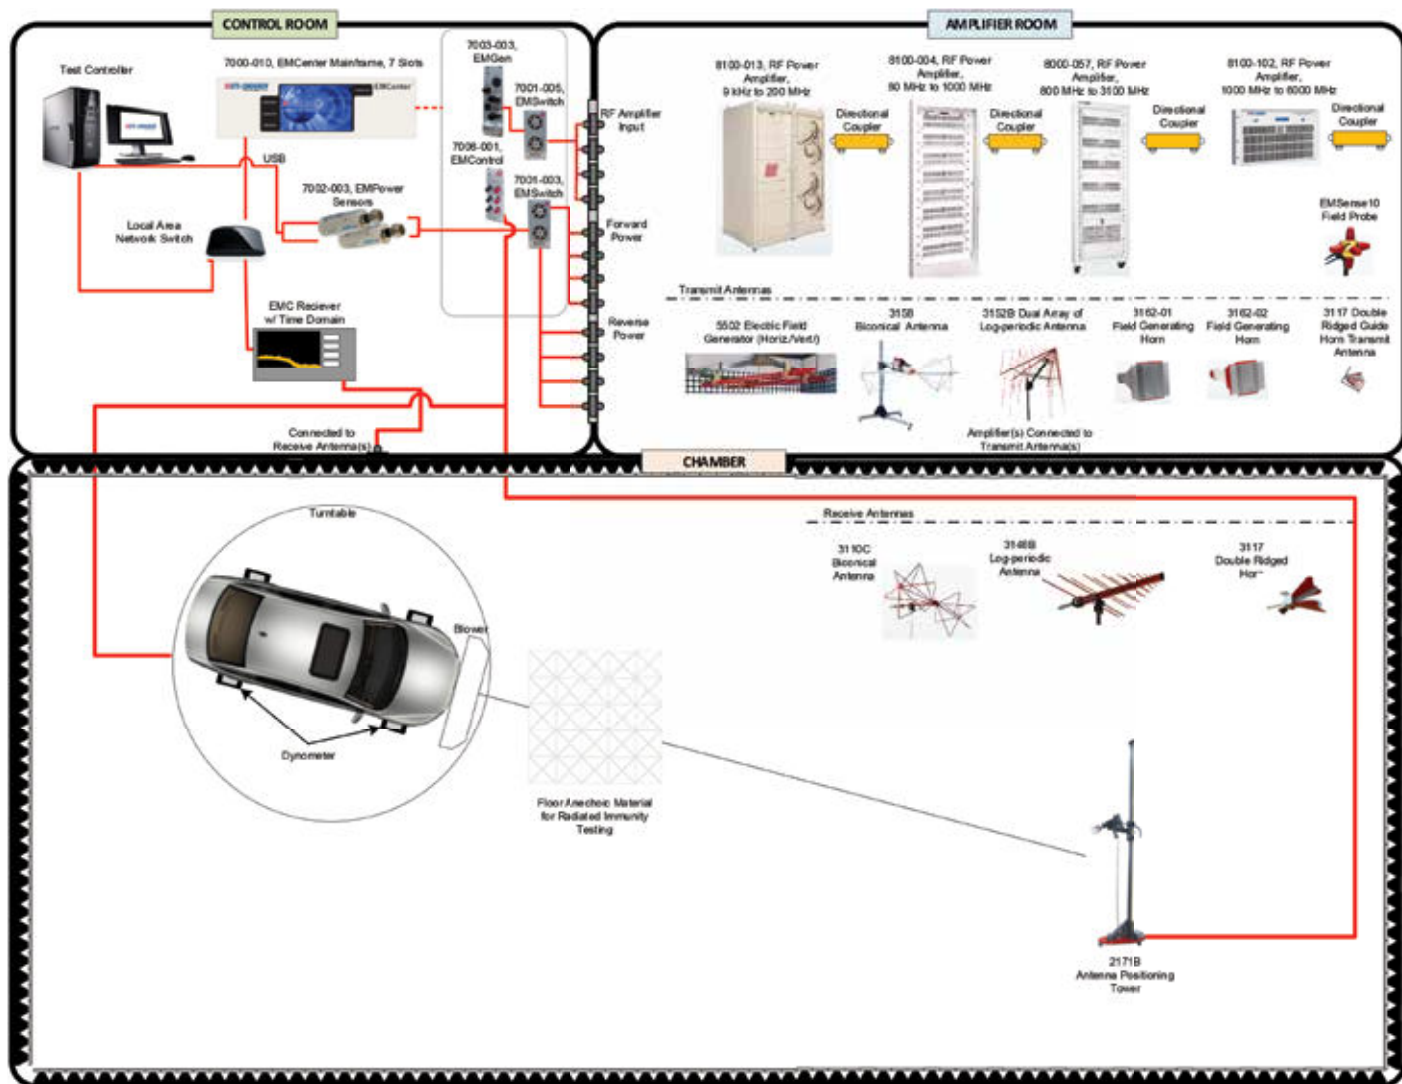 CONTROL ROOM
AMPLIFIER ROOM
Test Controller
7000-010, EMCenter Mainframe, 7 Slots
EMCenter
7003-003,
EMGen
7001-005,
EMSwitch
7006-001,
EMControl
7001-003,
EMSwitch
USB
7002-003, EMPower
Sensors
Local Area
Network Switch
EMC Reciever
w/ Time Domain
Connected to
Receive Antenna(s)
RF Amplifier
Input
Forward
Power
Reverse
Power
8100-013, RF Power
Amplifier,
9 kHz to 200 MHz
Directional
Coupler
8100-004, RF Power
Amplifier,
80 MHz to 1000 MHz
Directional
Coupler
8000-057, RF Power
Amplifier,
800 MHz to 3100 MHz
Directional
Coupler
8100-102, RF Power
Amplifier,
1000 MHz to 6000 MHz
Directional
Coupler
EMSense10
Field Probe
Transmit Antennas
5502 Electric Field
Generator (Horiz./Vert/)
3158
Biconical Antenna
3152B Dual Array of
Log-periodic Antenna
3162-01
Field Generating
Horn
3162-02
Field Generating
Horn
3117 Double
Ridged Guide
Horn Transmit
Antenna
Amplifier(s) Connected to
Transmit Antenna(s)
CHAMBER
Turntable
Blower
Dynometer
Floor Anechoic Material
for Radiated Immunity
Testing
Receive Antennas
3110C
Biconical
Antenna
3148B
Log-periodic
Antenna
3117
Double Ridged
2171B
Antenna Positioning
Tower